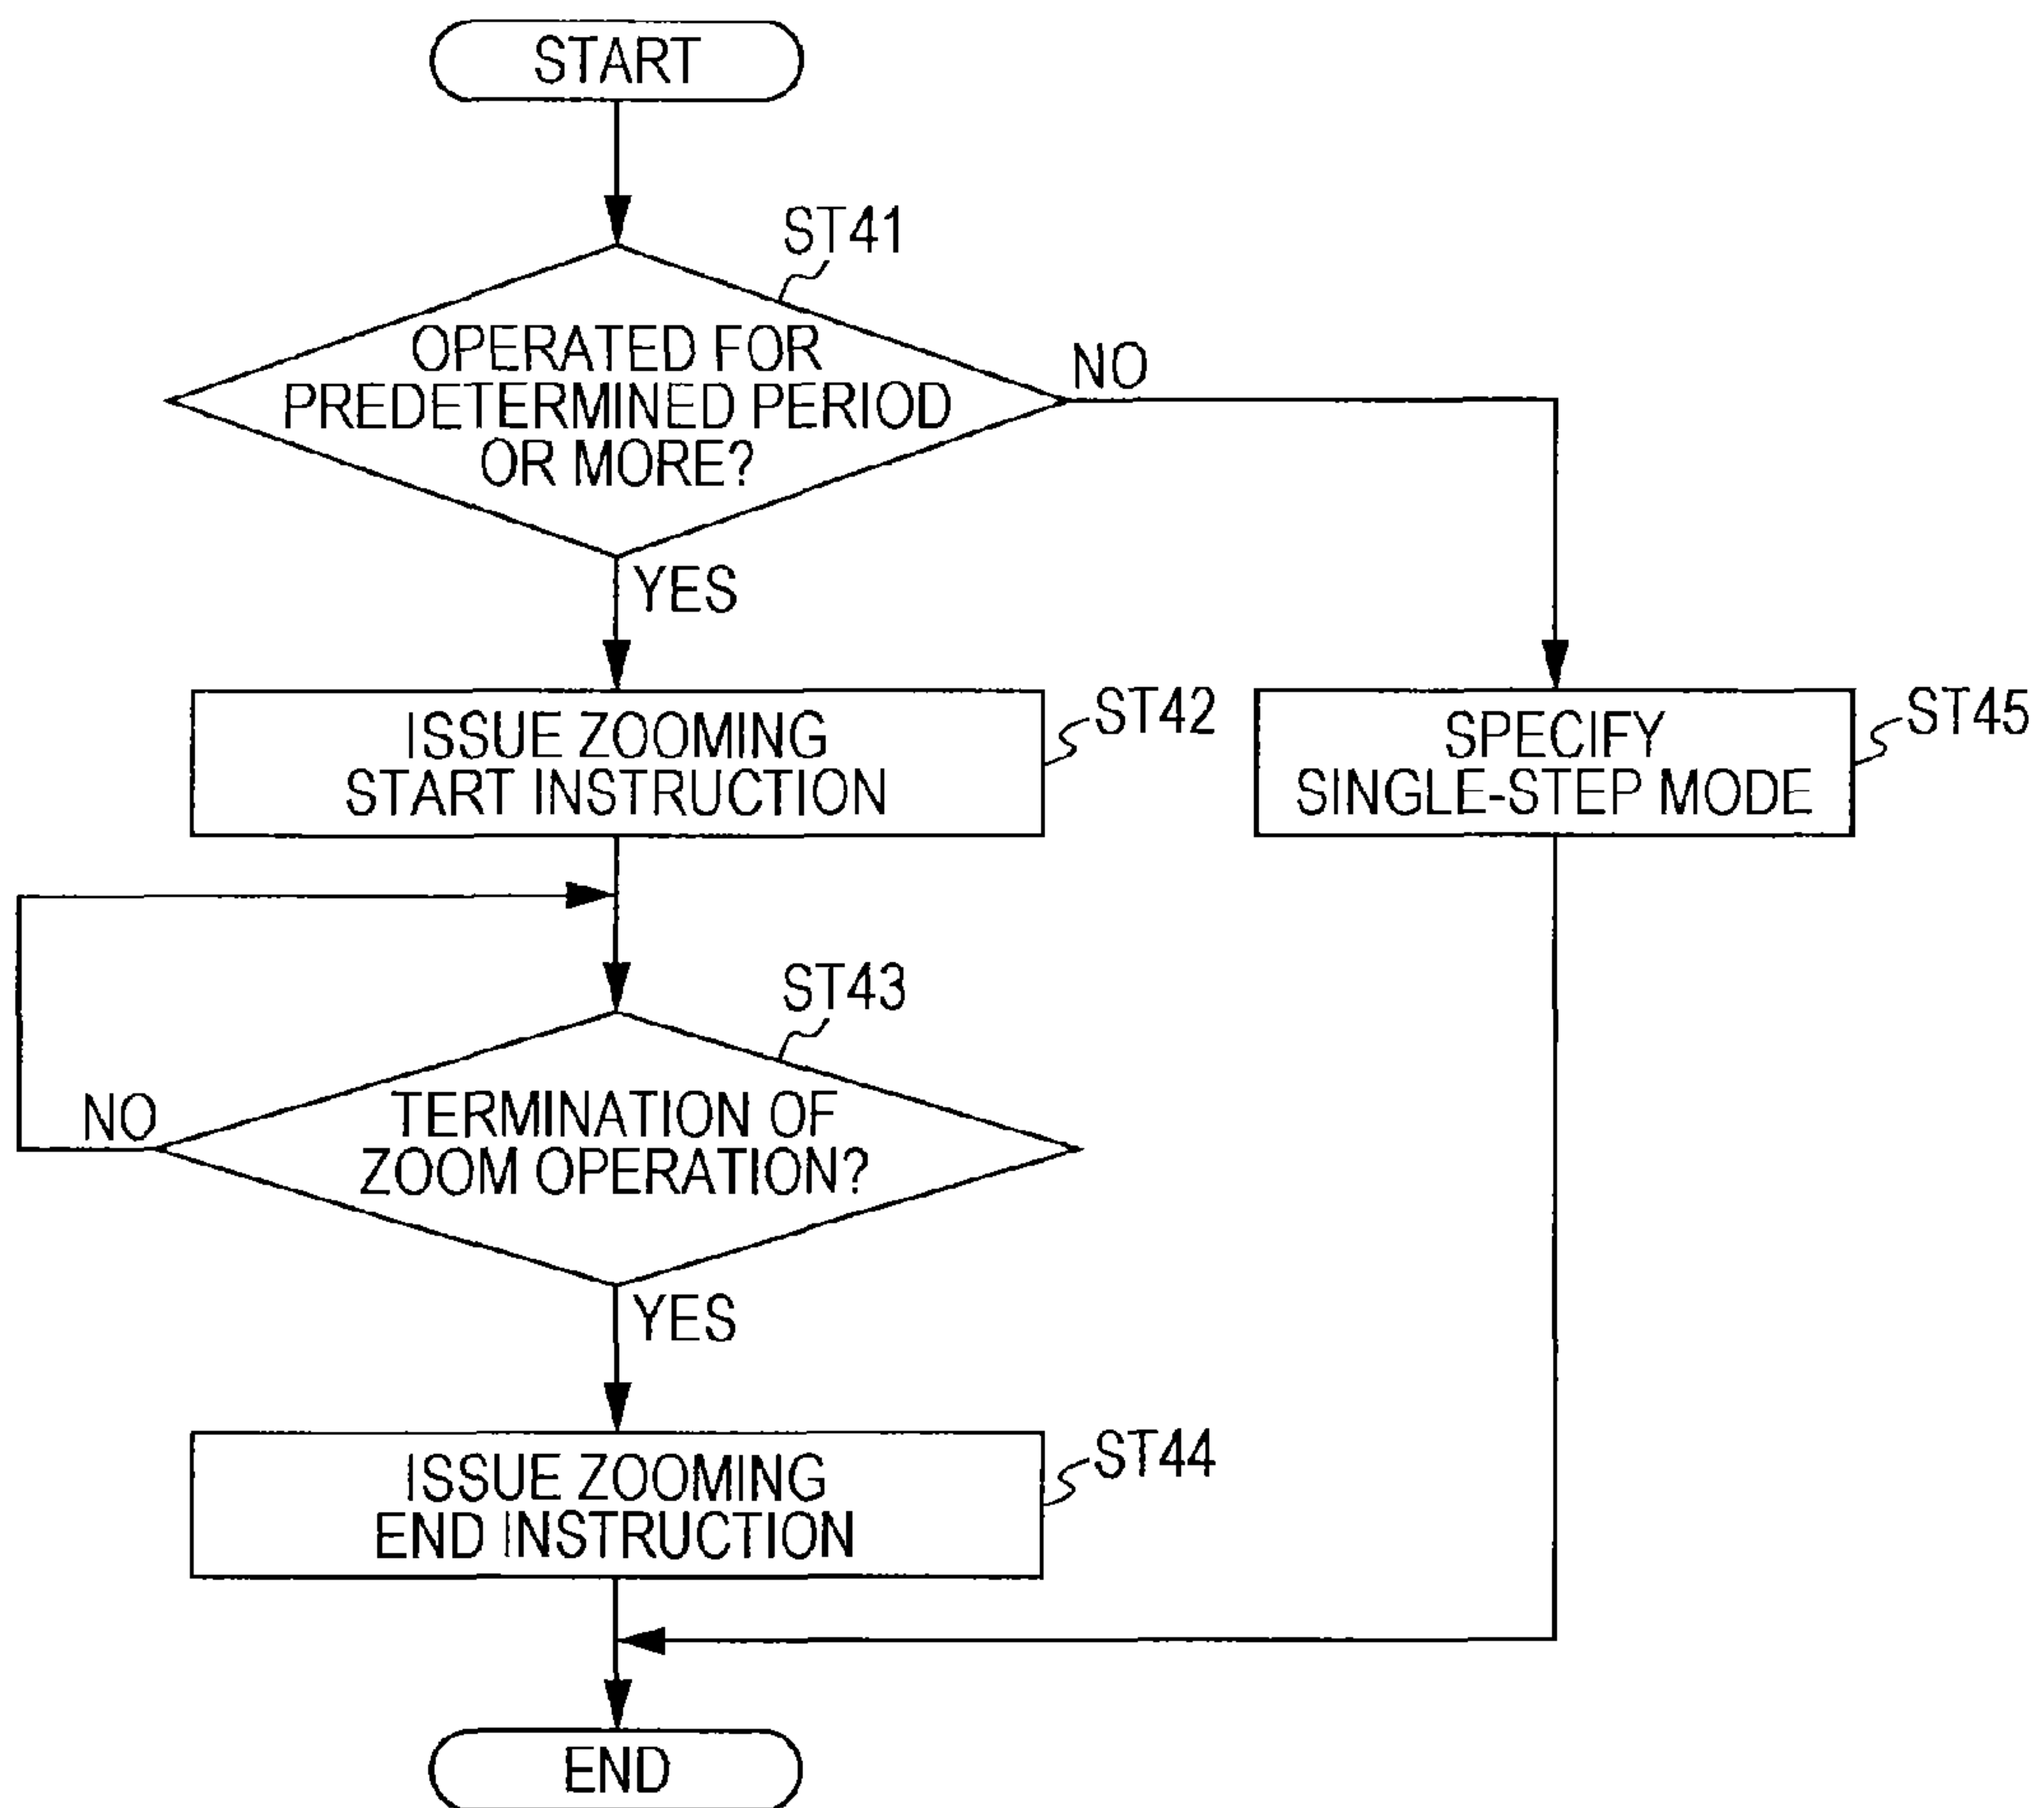 START
ST41
OPERATED FOR
PREDETERMINED PERIOD
OR MORE?
NO
YES
ISSUE ZOOMING
START INSTRUCTION
ST42
SPECIFY
SINGLE-STEP MODE
ST45
ST43
TERMINATION OF
ZOOM OPERATION?
NO
YES
ISSUE ZOOMING
END INSTRUCTION
ST44
END